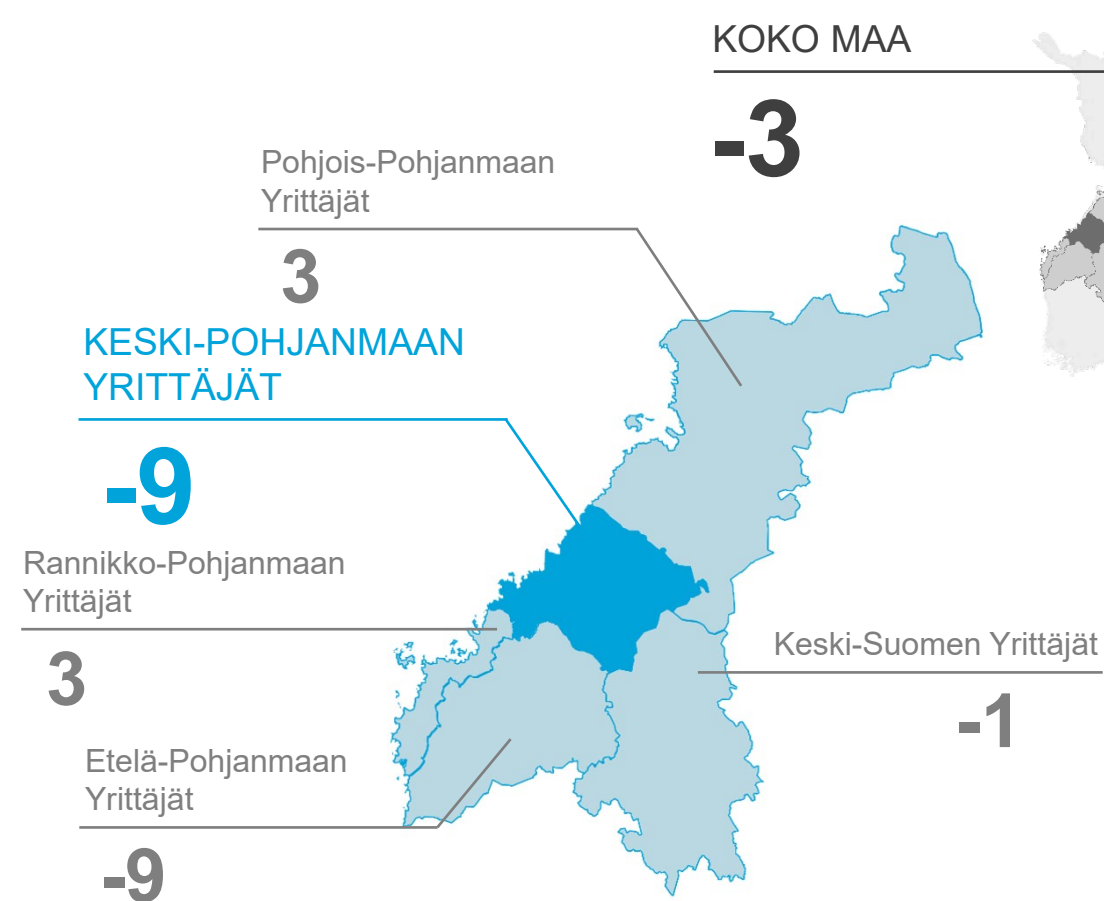 KOKO MAA
-3
Pohjois-Pohjanmaan
Yrittäjät
3
KESKI-POHJANMAAN
YRITTÄJÄT
-9
Rannikko-Pohjanmaan
Yrittäjät
3
Keski-Suomen Yrittäjät
-1
Etelä-Pohjanmaan
Yrittäjät
-9